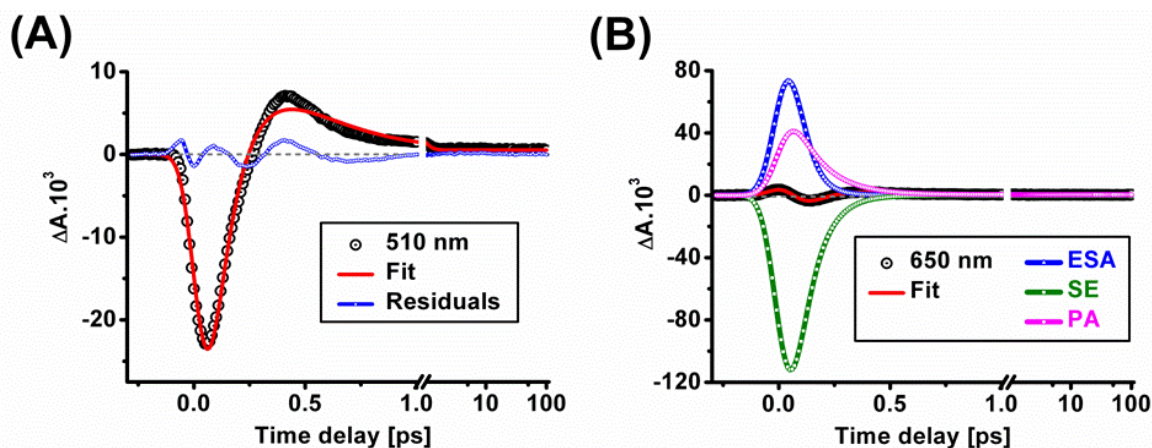 (A)
10
0
-10
-20
ΔA.10³
510 nm
Fit
Residuals
0.0
0.5
1.0
10
100
Time delay [ps]
(B)
80
40
0
-40
-80
-120
ΔA.10³
650 nm
Fit
ESA
SE
PA
0.0
0.5
1.0
10
100
Time delay [ps]